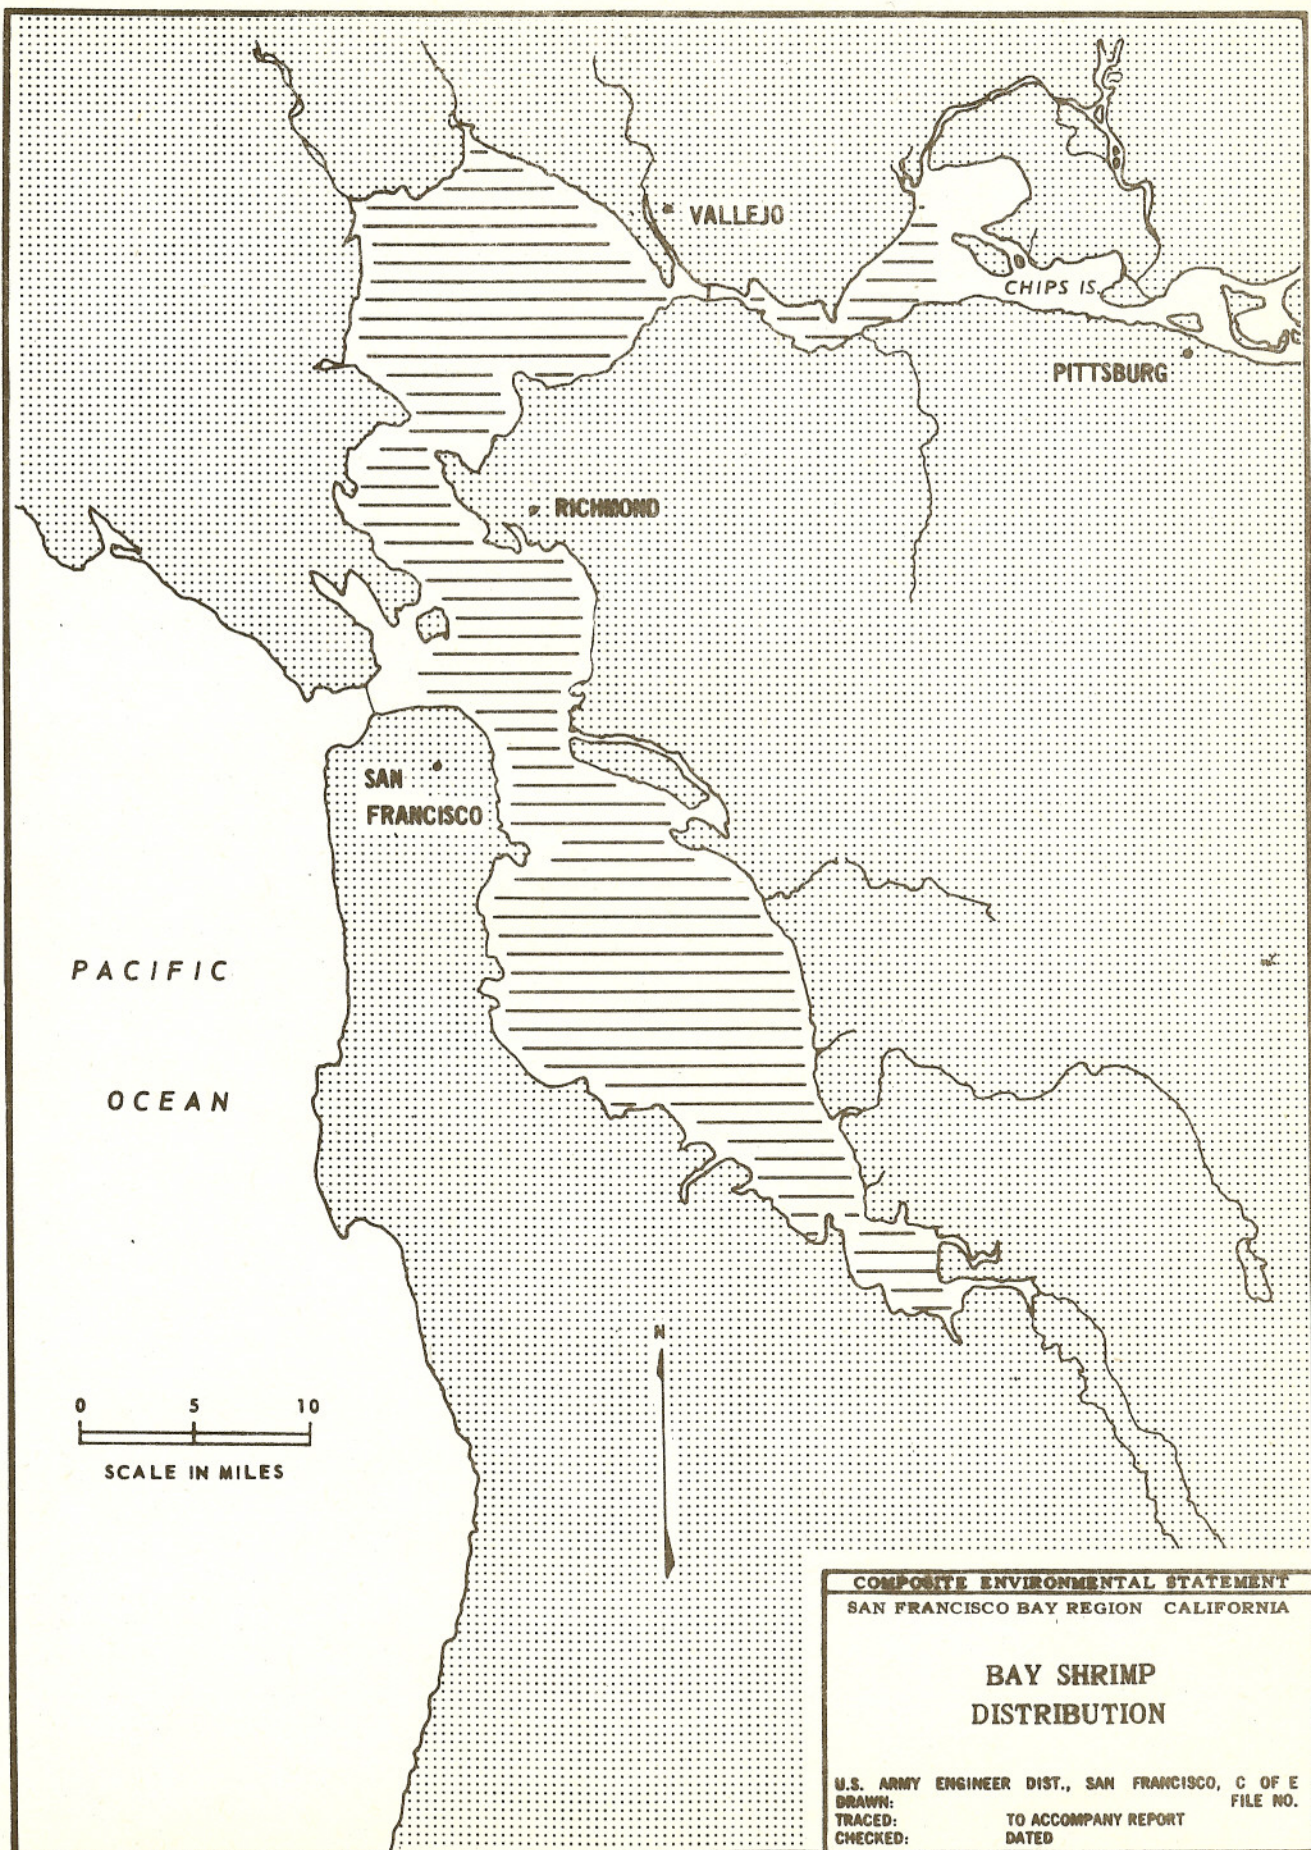 VALLEJO
CHIPS IS.
PITTSBURG
RICHMOND
SAN
FRANCISCO
PACIFIC
OCEAN
N
0 5 10
SCALE IN MILES
COMPOSITE ENVIRONMENTAL STATEMENT
SAN FRANCISCO BAY REGION CALIFORNIA
BAY SHRIMP
DISTRIBUTION
U.S. ARMY ENGINEER DIST., SAN FRANCISCO, C OF E
DRAWN: FILE NO.
TRACED: TO ACCOMPANY REPORT
CHECKED: DATED